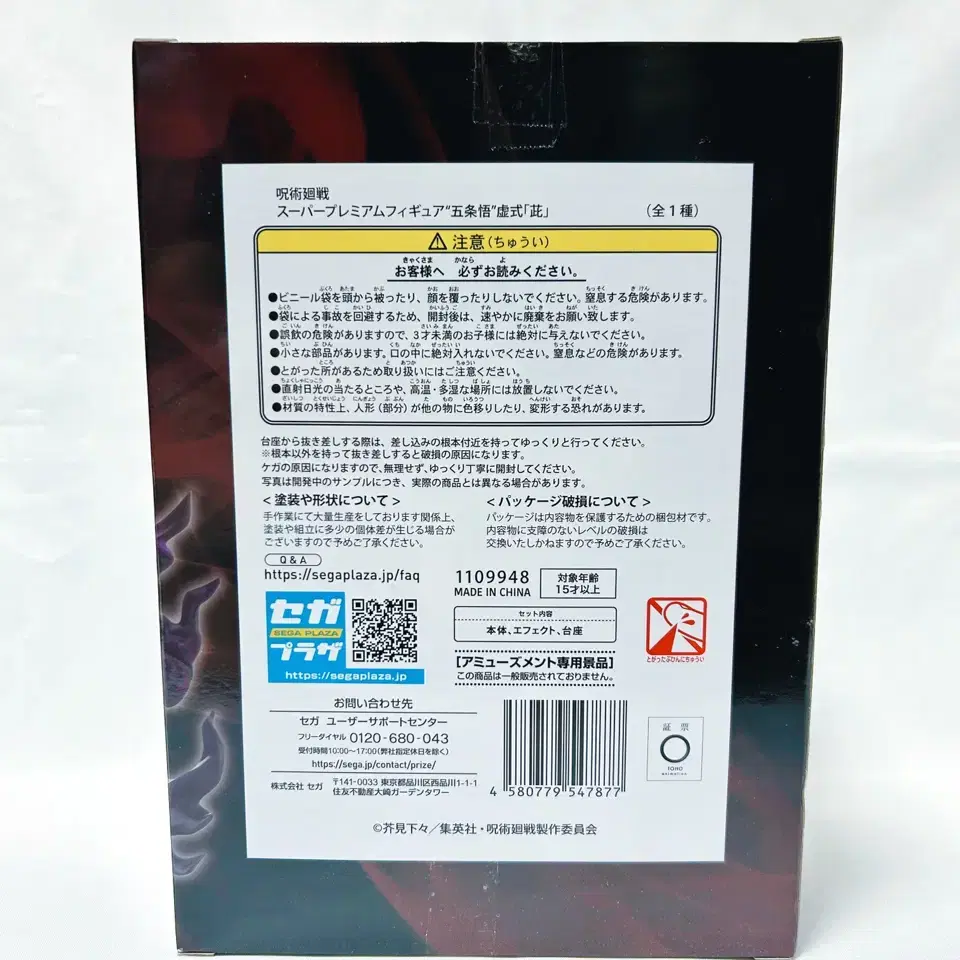 呪術廻戦
スーパープレミアムフィギュア“五条悟”虚式「茈」 (全1種)
⚠注意(ちゅうい)
お客様へ 必ずお読みください。
●ビニール袋を頭から被ったり、顔を覆ったりしないでください。窒息する危険があります。
●袋による事故を回避するため、開封後は、速やかに廃棄をお願い致します。
●誤飲の危険がありますので、3才未満のお子様には絶対に与えないでください。
●小さな部品があります。口の中に絶対入れないでください。窒息などの危険があります。
●とがった所があるため取り扱いにはご注意ください。
●直射日光の当たるところや、高温・多湿な場所には放置しないでください。
●材質の特性上、人形(部分)が他の物に色移りしたり、変形する恐れがあります。
台座から抜き差しする際は、差し込みの根本付近を持ってゆっくりと行ってください。
※根本以外を持って抜き差しすると破損の原因になります。
ケガの原因になりますので、無理せず、ゆっくり丁寧に開封してください。
写真は開発中のサンプルにつき、実際の商品とは異なる場合があります。
<塗装や形状について>
手作業にて大量生産をしております関係上、
塗装や組立に多少の個体差が生じる場合が
ございますので予めご了承ください。
<パッケージ破損について>
パッケージは内容物を保護するための梱包材です。
内容物に支障のないレベルの破損は
交換いたしかねますので予めご了承ください。
Q&A
https://segaplaza.jp/faq
セガ
SEGA PLAZA
プラザ
https://segaplaza.jp
1109948
MADE IN CHINA
対象年齢
15才以上
セット内容
本体、エフェクト、台座
[アミューズメント専用景品]
この商品は一般販売されておりません。
とがったぶひんにちゅうい
お問い合わせ先
セガ ユーザーサポートセンター
フリーダイヤル 0120-680-043
受付時間10:00～17:00(弊社指定休日を除く)
https://sega.jp/contact/prize/
株式会社 セガ 〒141-0033 東京都品川区西品川1-1-1
住友不動産大崎ガーデンタワー
4 580779 547877
証票
TOHO
animation
©芥見下々／集英社・呪術廻戦製作委員会